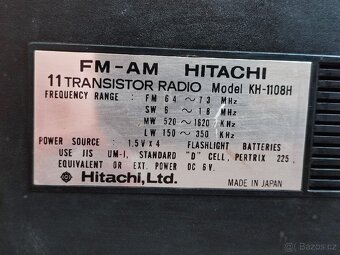 FM-AM HITACHI
11 TRANSISTOR RADIO Model KH-1108H
FREQUENCY RANGE : FM 64 ~ 73 MHz
SW 6 ~ 18 MHz
MW 520 ~ 1620 KHz
LW 150 ~ 350 KHz
POWER SOURCE : 1.5V x 4 FLASHLIGHT BATTERIES
USE JIS UM-1, STANDARD "D" CELL, PERTRIX 225.
EQUIVALENT OR EXT. POWER DC 6V.
Hitachi, Ltd. MADE IN JAPAN
Bazoš.cz